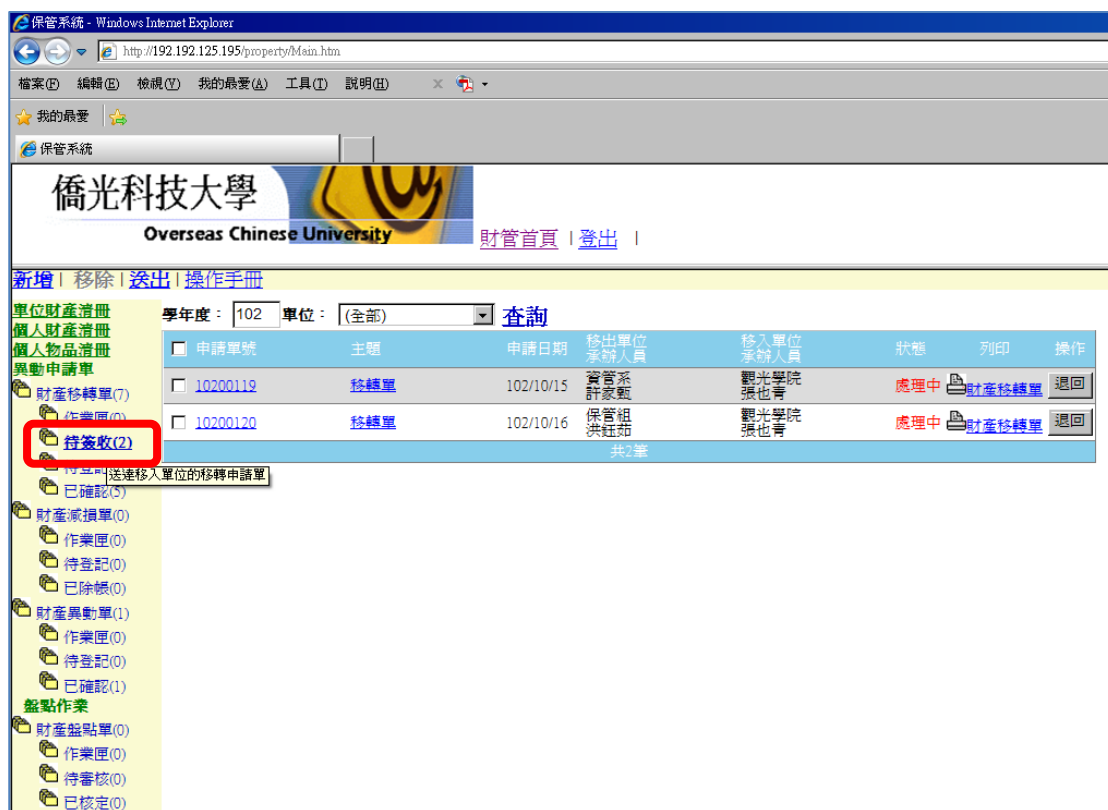 保管系統 - Windows Internet Explorer
http://192.192.125.195/property/Main.htm
檔案(F) 編輯(E) 檢視(V) 我的最愛(A) 工具(T) 說明(H)
我的最愛
保管系統
僑光科技大學
Overseas Chinese University
財管首頁 | 登出 |
新增 | 移除 | 送出 | 操作手冊
單位財產清冊
個人財產清冊
個人物品清冊
異動申請單
財產移轉單(7)
作業匣(0)
待簽收(2)
送達移入單位的移轉申請單
已確認(5)
財產減損單(0)
作業匣(0)
待登記(0)
已除帳(0)
財產異動單(1)
作業匣(0)
待登記(0)
已確認(1)
盤點作業
財產盤點單(0)
作業匣(0)
待審核(0)
已核定(0)
學年度： 102 單位： (全部) 查詢
申請單號 主題 申請日期 移出單位 承辦人員 移入單位 承辦人員 狀態 列印 操作
10200119 移轉單 102/10/15 資管系 許家甄 觀光學院 張也青 處理中 財產移轉單 退回
10200120 移轉單 102/10/16 保管組 洪鈺茹 觀光學院 張也青 處理中 財產移轉單 退回
共2筆